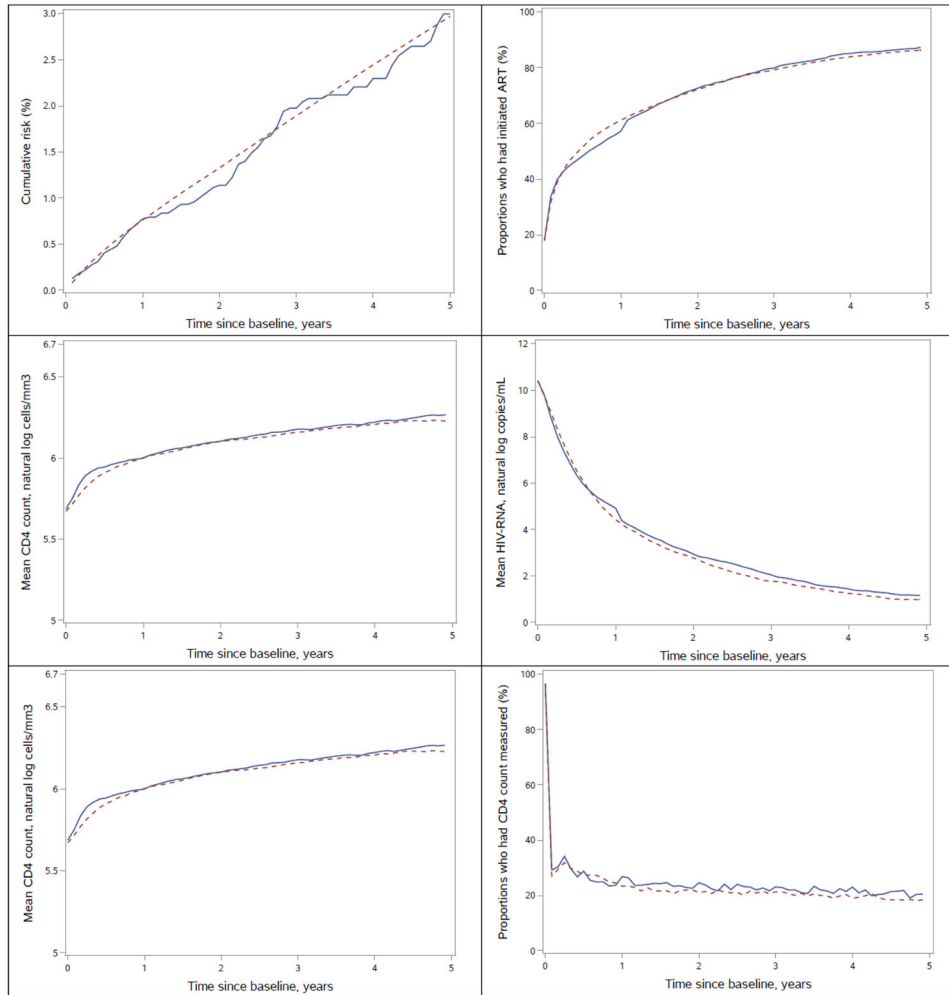 3.0
2.5
2.0
1.5
1.0
0.5
0.0
Cumulative risk (%)
0 1 2 3 4 5
Time since baseline, years
100
80
60
40
20
0
Proportions who had initiated ART (%)
0 1 2 3 4 5
Time since baseline, years
6.7
6.5
6
5.5
5
Mean CD4 count, natural log cells/mm3
0 1 2 3 4 5
Time since baseline, years
12
10
8
6
4
2
0
Mean HIV-RNA, natural log copies/mL
0 1 2 3 4 5
Time since baseline, years
6.7
6.5
6
5.5
5
Mean CD4 count, natural log cells/mm3
0 1 2 3 4 5
Time since baseline, years
100
80
60
40
20
0
Proportions who had CD4 count measured (%)
0 1 2 3 4 5
Time since baseline, years